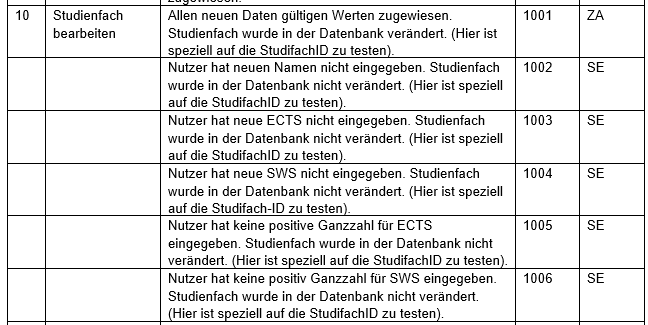 zugewiesen.
10 Studienfach bearbeiten Allen neuen Daten gültigen Werten zugewiesen. 1001 ZA
Studienfach wurde in der Datenbank verändert. (Hier ist
speziell auf die StudifachID zu testen).
Nutzer hat neuen Namen nicht eingegeben. Studienfach 1002 SE
wurde in der Datenbank nicht verändert. (Hier ist speziell
auf die StudifachID zu testen).
Nutzer hat neue ECTS nicht eingegeben. Studienfach 1003 SE
wurde in der Datenbank nicht verändert. (Hier ist speziell
auf die StudifachID zu testen).
Nutzer hat neue SWS nicht eingegeben. Studienfach 1004 SE
wurde in der Datenbank nicht verändert. (Hier ist speziell
auf die Studifach-ID zu testen).
Nutzer hat keine positive Ganzzahl für ECTS 1005 SE
eingegeben. Studienfach wurde in der Datenbank nicht
verändert. (Hier ist speziell auf die StudifachID zu testen).
Nutzer hat keine positiv Ganzzahl für SWS eingegeben. 1006 SE
Studienfach wurde in der Datenbank nicht verändert.
(Hier ist speziell auf die StudifachID zu testen).